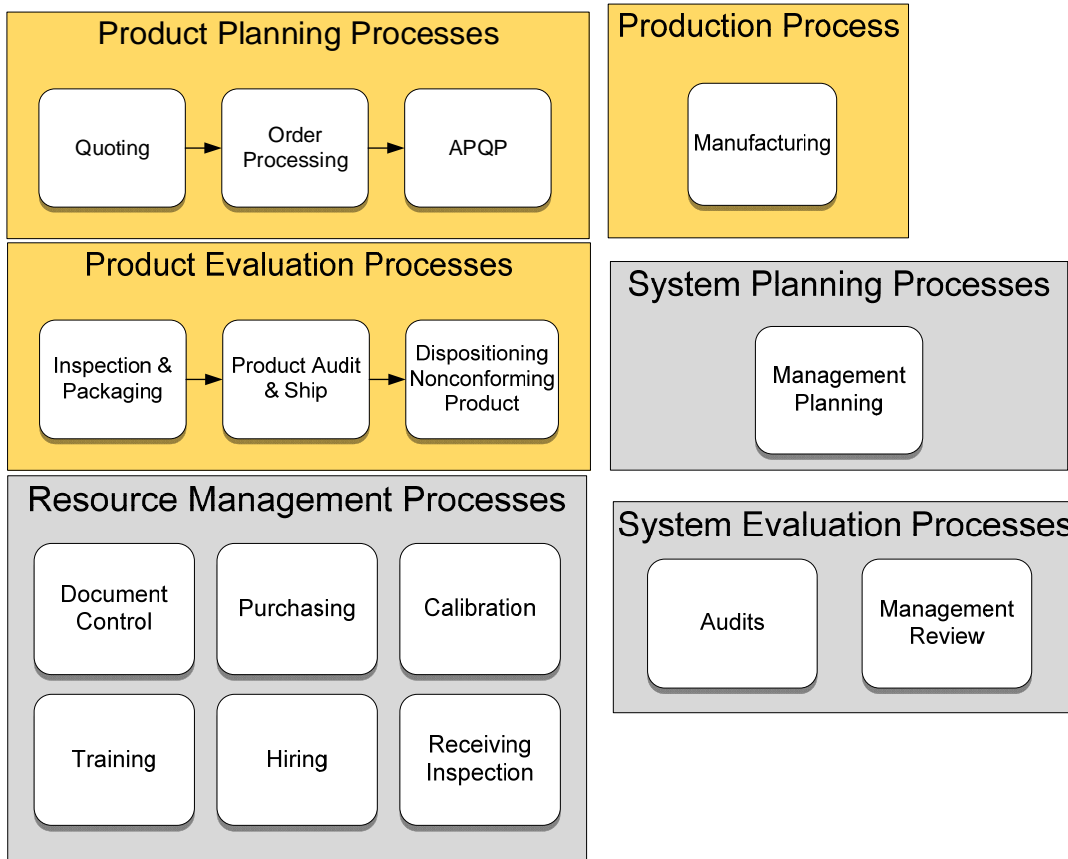 Product Planning Processes
Quoting
Order
Processing
APQP
Production Process
Manufacturing
Product Evaluation Processes
Inspection &
Packaging
Product Audit
& Ship
Dispositioning
Nonconforming
Product
System Planning Processes
Management
Planning
Resource Management Processes
Document
Control
Purchasing
Calibration
Training
Hiring
Receiving
Inspection
System Evaluation Processes
Audits
Management
Review